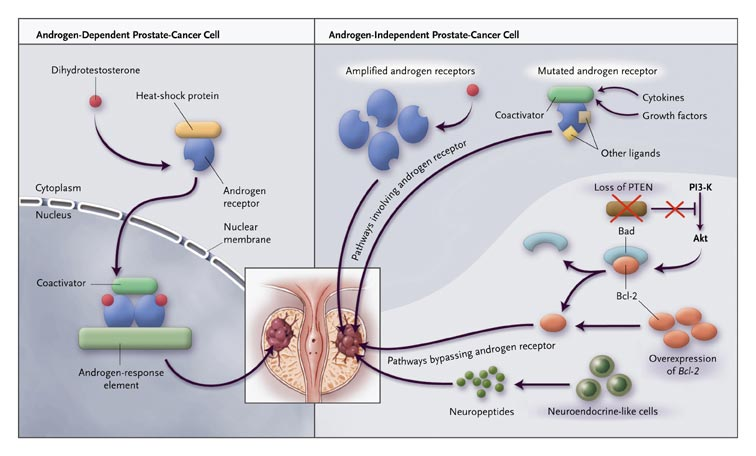 Androgen-Dependent Prostate-Cancer Cell
Androgen-Independent Prostate-Cancer Cell
Dihydrotestosterone
Heat-shock protein
Androgen
receptor
Cytoplasm
Nucleus
Nuclear
membrane
Coactivator
Androgen-response
element
Amplified androgen receptors
Mutated androgen receptor
Coactivator
Cytokines
Growth factors
Other ligands
Pathways involving androgen receptor
Loss of PTEN
PI3-K
Bad
Akt
Bcl-2
Pathways bypassing androgen receptor
Overexpression
of Bcl-2
Neuropeptides
Neuroendocrine-like cells